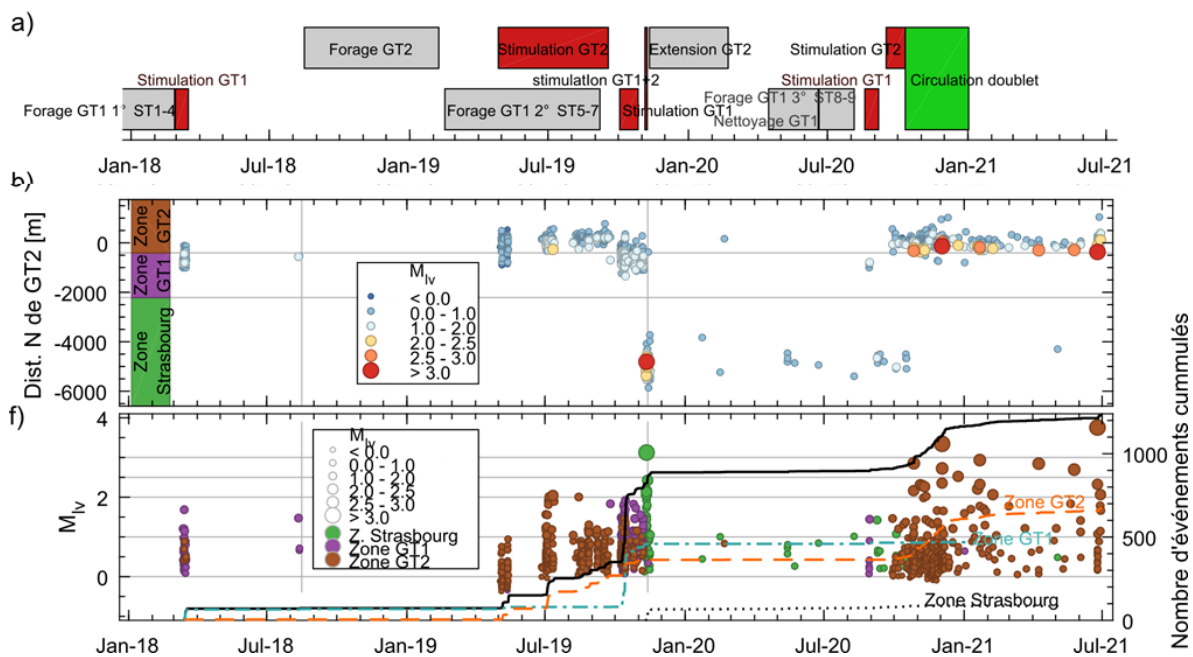 a)
Forage GT2
Stimulation GT2
Extension GT2
Stimulation GT2
Stimulation GT1
stimulatIon GT1+2
Stimulation GT1
Circulation doublet
Forage GT1 1° ST1-4
Forage GT1 2° ST5-7
Stimulation GT1
Forage GT1 3° ST8-9
Nettoyage GT1
Jan-18 Jul-18 Jan-19 Jul-19 Jan-20 Jul-20 Jan-21 Jul-21
b)
Dist. N de GT2 [m]
0
-2000
-4000
-6000
Zone GT2
Zone GT1
Zone Strasbourg
M_lv
< 0.0
0.0 - 1.0
1.0 - 2.0
2.0 - 2.5
2.5 - 3.0
> 3.0
f)
M_lv
4
2
2
0
M_lv
< 0.0
0.0 - 1.0
1.0 - 2.0
2.0 - 2.5
2.5 - 3.0
> 3.0
Z. Strasbourg
Zone GT1
Zone GT2
Zone GT2
Zone GT1
Zone Strasbourg
Nombre d'événements cummulés
1000
500
0
Jan-18 Jul-18 Jan-19 Jul-19 Jan-20 Jul-20 Jan-21 Jul-21